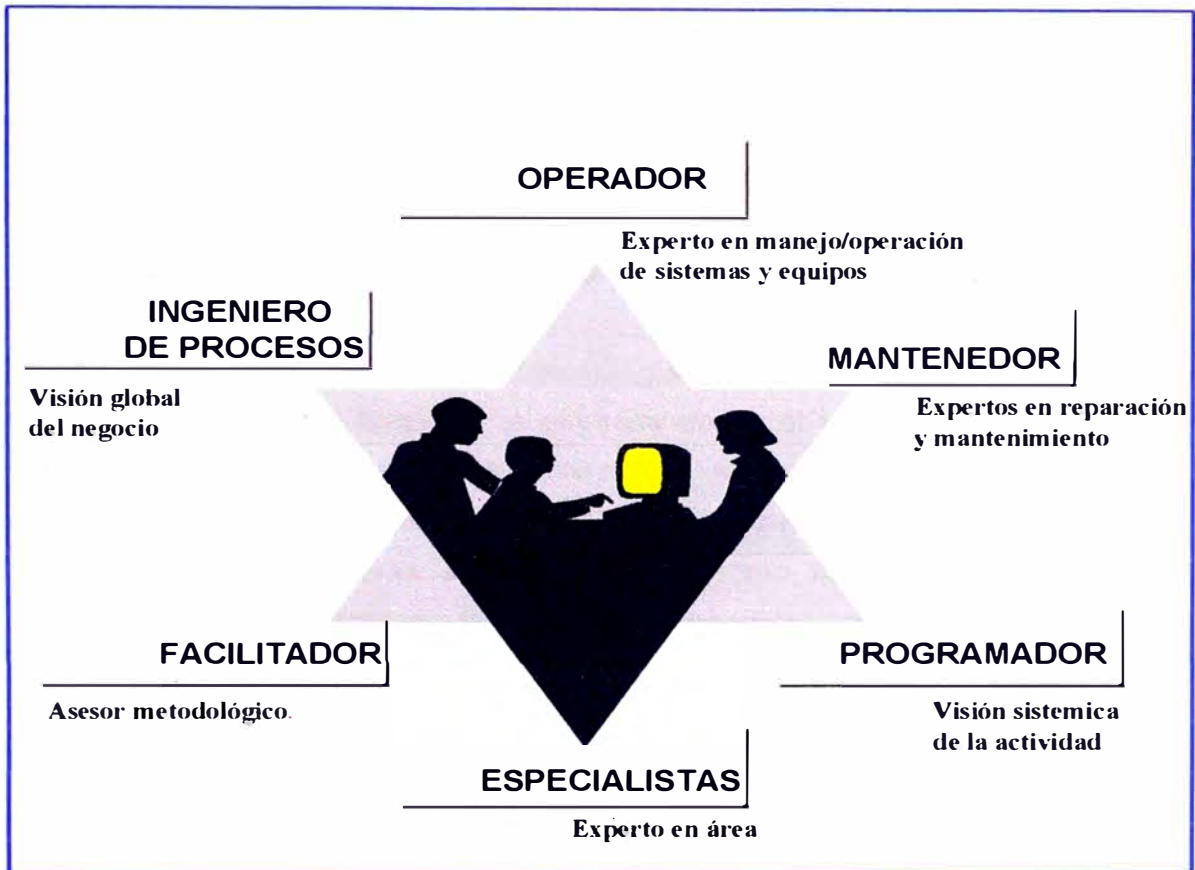 OPERADOR
Experto en manejo/operación
de sistemas y equipos
INGENIERO
DE PROCESOS
Visión global
del negocio
MANTENEDOR
Expertos en reparación
y mantenimiento
FACILITADOR
Asesor metodológico.
PROGRAMADOR
Visión sistemica
de la actividad
ESPECIALISTAS
Experto en área